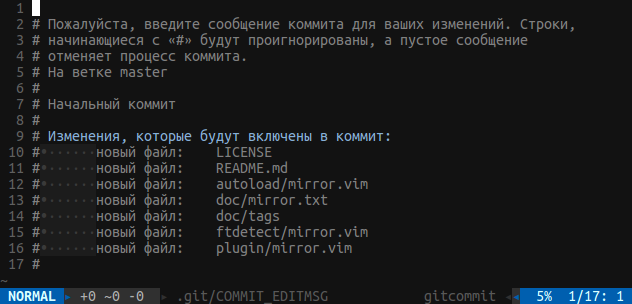 1
2 # Пожалуйста, введите сообщение коммита для ваших изменений. Строки,
3 # начинающиеся с «#» будут проигнорированы, а пустое сообщение
4 # отменяет процесс коммита.
5 # На ветке master
6 #
7 # Начальный коммит
8 #
9 # Изменения, которые будут включены в коммит:
10 #▸······новый файл:    LICENSE
11 #▸······новый файл:    README.md
12 #▸······новый файл:    autoload/mirror.vim
13 #▸······новый файл:    doc/mirror.txt
14 #▸······новый файл:    doc/tags
15 #▸······новый файл:    ftdetect/mirror.vim
16 #▸······новый файл:    plugin/mirror.vim
17 #
~
NORMAL +0 ~0 -0 .git/COMMIT_EDITMSG gitcommit 5% 1/17: 1